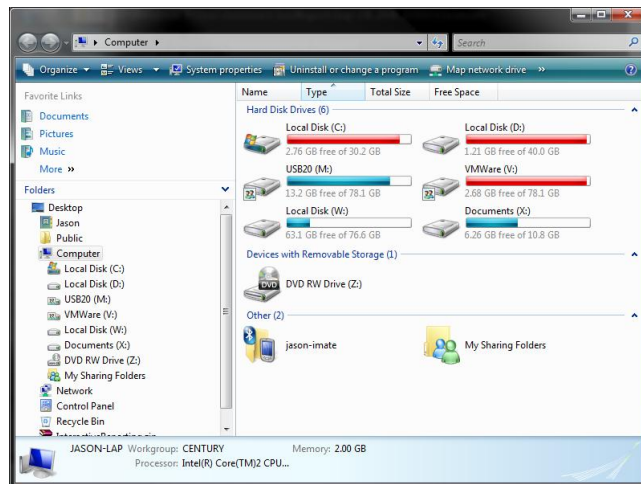 Computer
Search
Organize Views System properties Uninstall or change a program Map network drive »
Favorite Links
Documents
Pictures
Music
More »
Folders
Desktop
Jason
Public
Computer
Local Disk (C:)
Local Disk (D:)
USB20 (M:)
VMWare (V:)
Local Disk (W:)
Documents (X:)
DVD RW Drive (Z:)
My Sharing Folders
Network
Control Panel
Recycle Bin
InteractiveReporting.zip
Name Type Total Size Free Space
Hard Disk Drives (6)
Local Disk (C:)
2.76 GB free of 30.2 GB
Local Disk (D:)
1.21 GB free of 40.0 GB
USB20 (M:)
13.2 GB free of 78.1 GB
VMWare (V:)
2.68 GB free of 78.1 GB
Local Disk (W:)
63.1 GB free of 76.6 GB
Documents (X:)
6.26 GB free of 10.8 GB
Devices with Removable Storage (1)
DVD
DVD RW Drive (Z:)
Other (2)
jason-imate
My Sharing Folders
JASON-LAP Workgroup: CENTURY Memory: 2.00 GB
Processor: Intel(R) Core(TM)2 CPU...